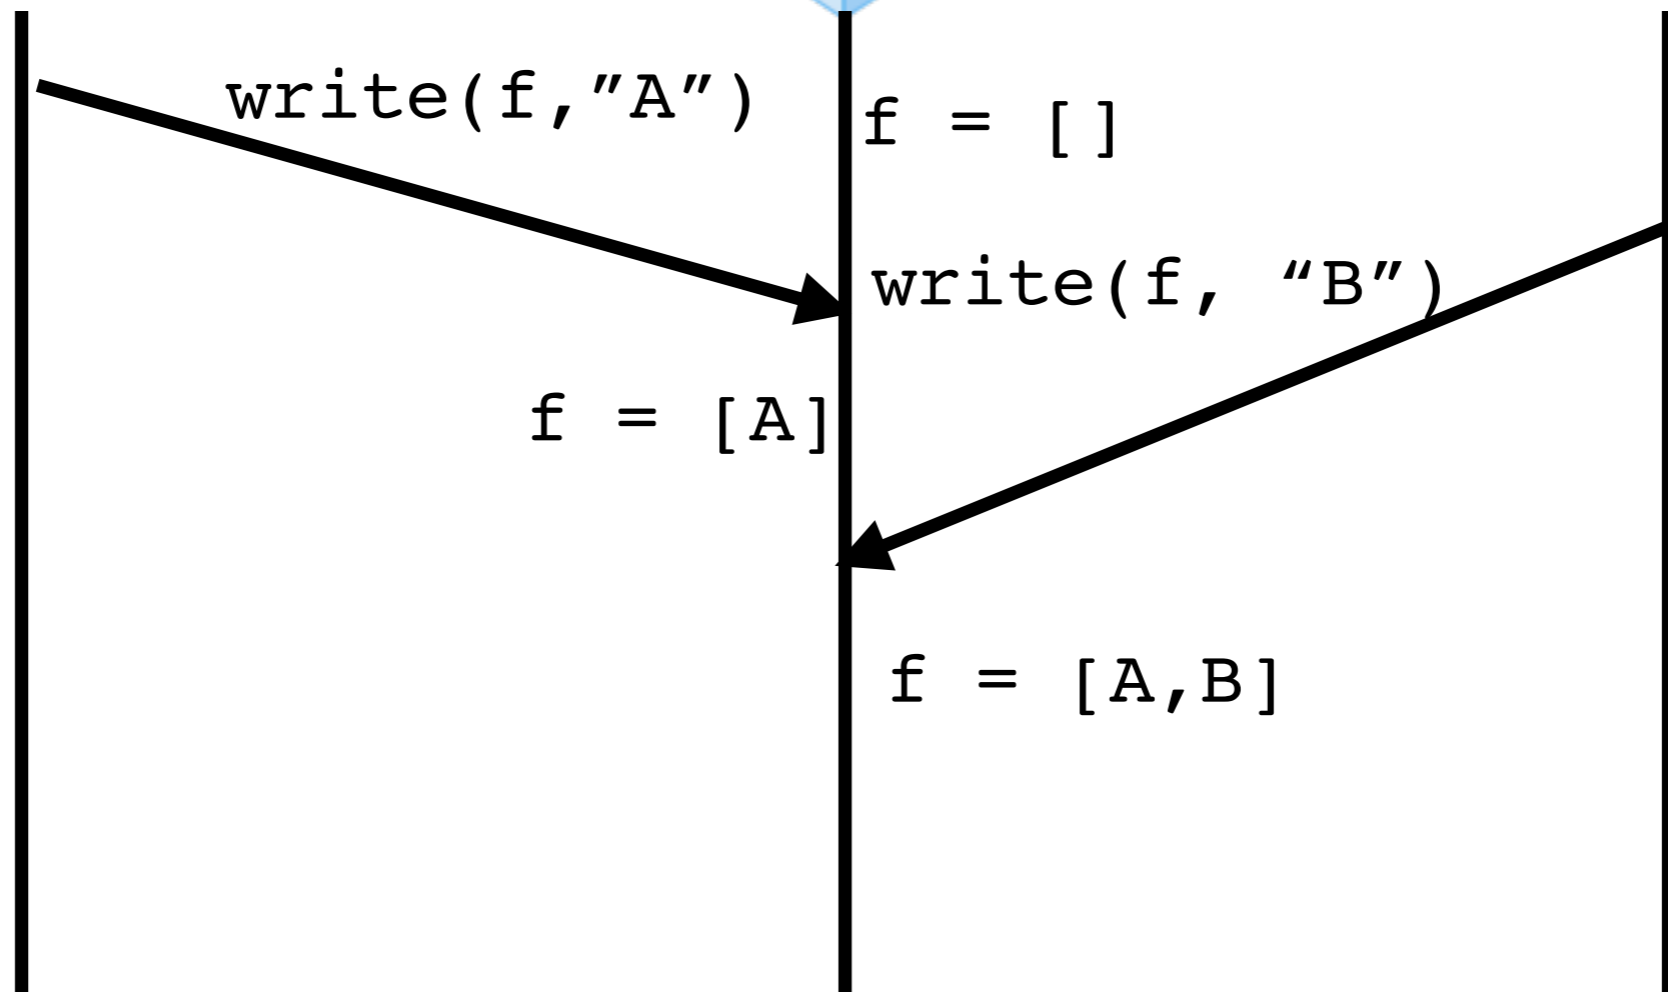 write(f,”A”)
f = []
write(f, “B”)
f = [A]
f = [A,B]